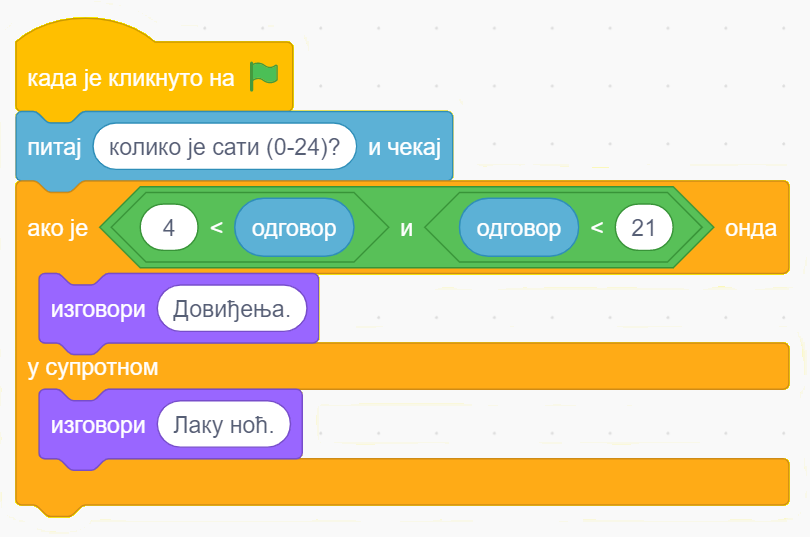 када је кликнуто на
питај колико је сати (0-24)? и чекај
ако је 4 < одговор и одговор < 21 онда
изговори Довиђења.
у супротном
изговори Лаку ноћ.